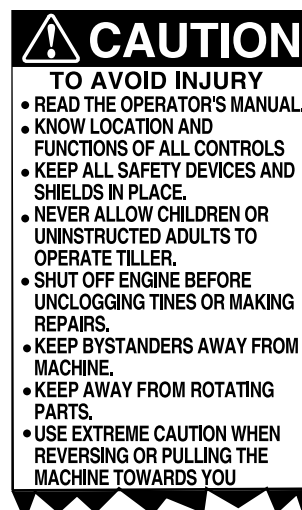 CAUTION
TO AVOID INJURY
• READ THE OPERATOR'S MANUAL.
• KNOW LOCATION AND
FUNCTIONS OF ALL CONTROLS
• KEEP ALL SAFETY DEVICES AND
SHIELDS IN PLACE.
• NEVER ALLOW CHILDREN OR
UNINSTRUCTED ADULTS TO
OPERATE TILLER.
• SHUT OFF ENGINE BEFORE
UNCLOGGING TINES OR MAKING
REPAIRS.
• KEEP BYSTANDERS AWAY FROM
MACHINE.
• KEEP AWAY FROM ROTATING
PARTS.
• USE EXTREME CAUTION WHEN
REVERSING OR PULLING THE
MACHINE TOWARDS YOU